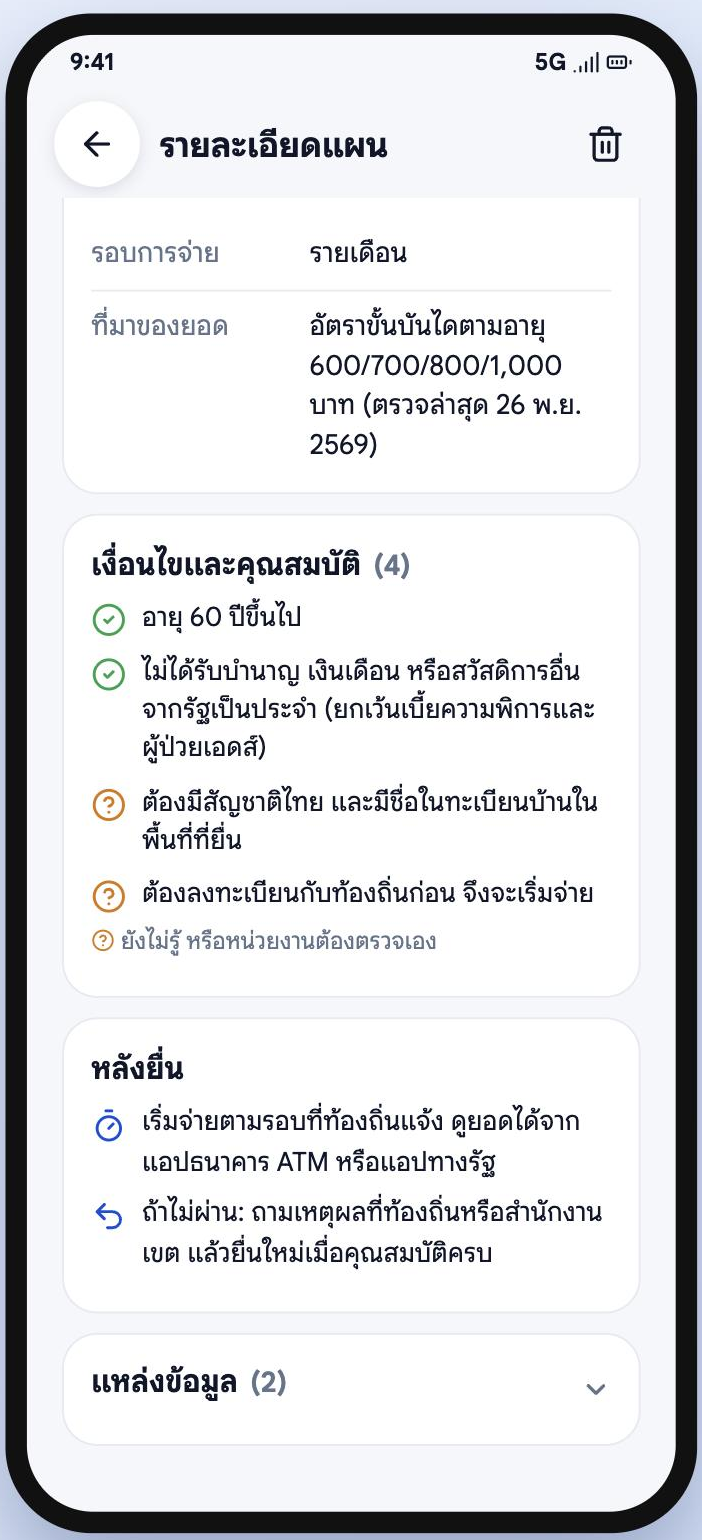 9:41
5G
รายละเอียดแผน
รอบการจ่าย
รายเดือน
ที่มาของยอด
อัตราขั้นบันไดตามอายุ
600/700/800/1,000
บาท (ตรวจล่าสุด 26 พ.ย.
2569)
เงื่อนไขและคุณสมบัติ (4)
อายุ 60 ปีขึ้นไป
ไม่ได้รับบำนาญ เงินเดือน หรือสวัสดิการอื่น
จากรัฐเป็นประจำ (ยกเว้นเบี้ยความพิการและ
ผู้ป่วยเอดส์)
ต้องมีสัญชาติไทย และมีชื่อในทะเบียนบ้านใน
พื้นที่ที่ยื่น
ต้องลงทะเบียนกับท้องถิ่นก่อน จึงจะเริ่มจ่าย
ยังไม่รู้ หรือหน่วยงานต้องตรวจเอง
หลังยื่น
เริ่มจ่ายตามรอบที่ท้องถิ่นแจ้ง ดูยอดได้จาก
แอปธนาคาร ATM หรือแอปทางรัฐ
ถ้าไม่ผ่าน: ถามเหตุผลที่ท้องถิ่นหรือสำนักงาน
เขต แล้วยื่นใหม่เมื่อคุณสมบัติครบ
แหล่งข้อมูล (2)